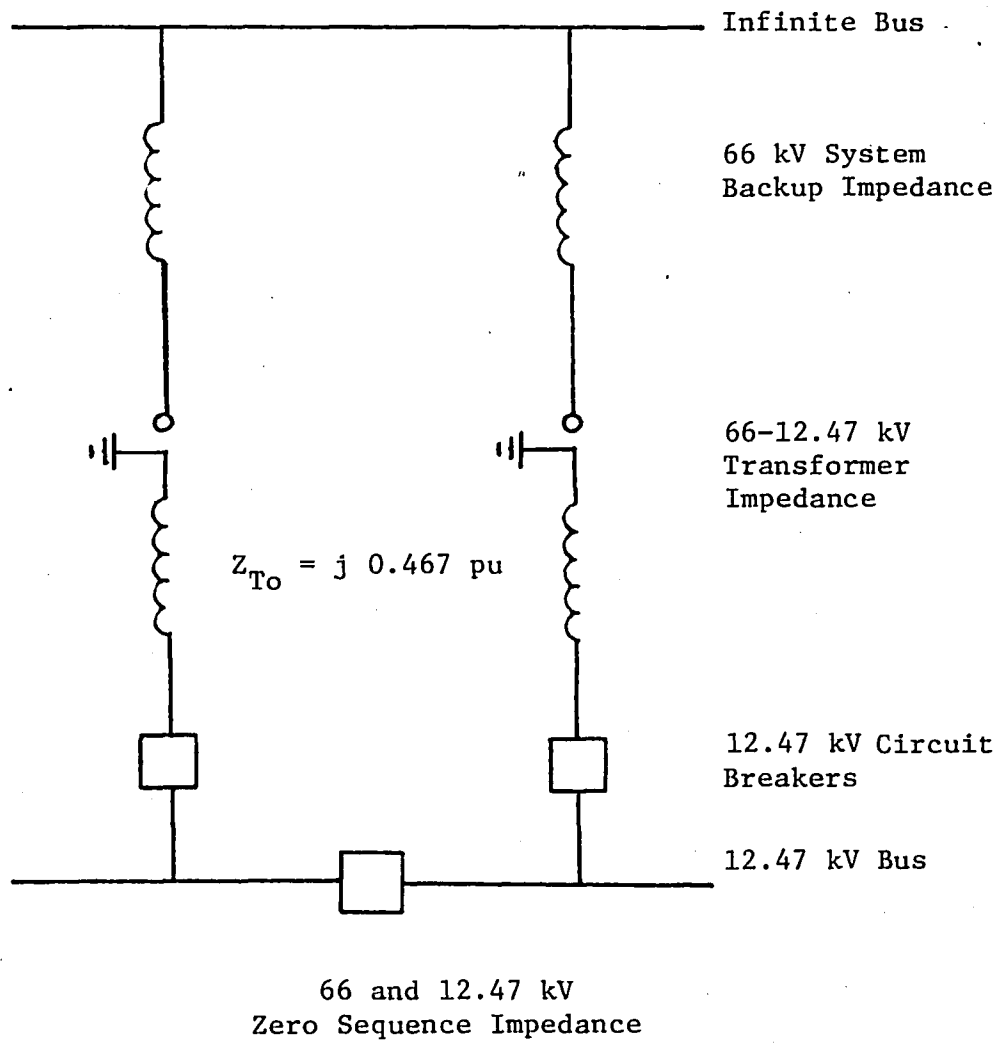 Infinite Bus
66 kV System
Backup Impedance
66-12.47 kV
Transformer
Impedance
Z_To = j 0.467 pu
12.47 kV Circuit
Breakers
12.47 kV Bus
66 and 12.47 kV
Zero Sequence Impedance